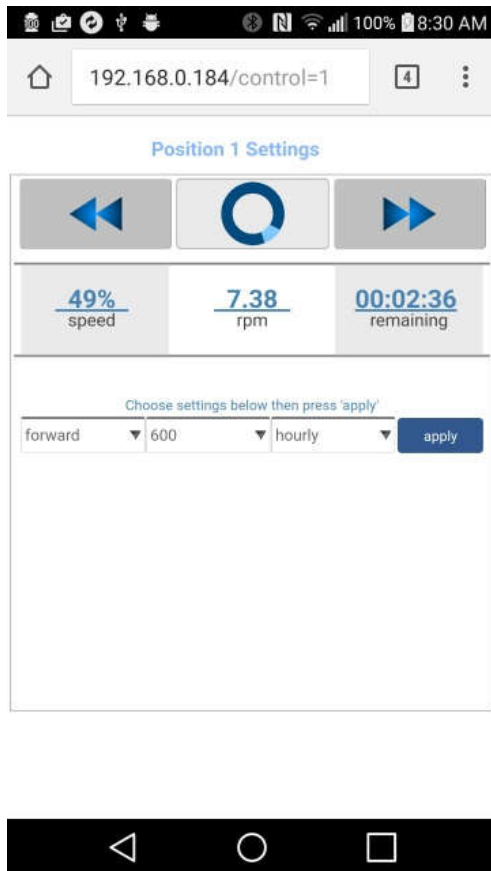 100% 8:30 AM
192.168.0.184/control=1 4
Position 1 Settings
49% 7.38 00:02:36
speed rpm remaining
Choose settings below then press 'apply'
forward 600 hourly apply